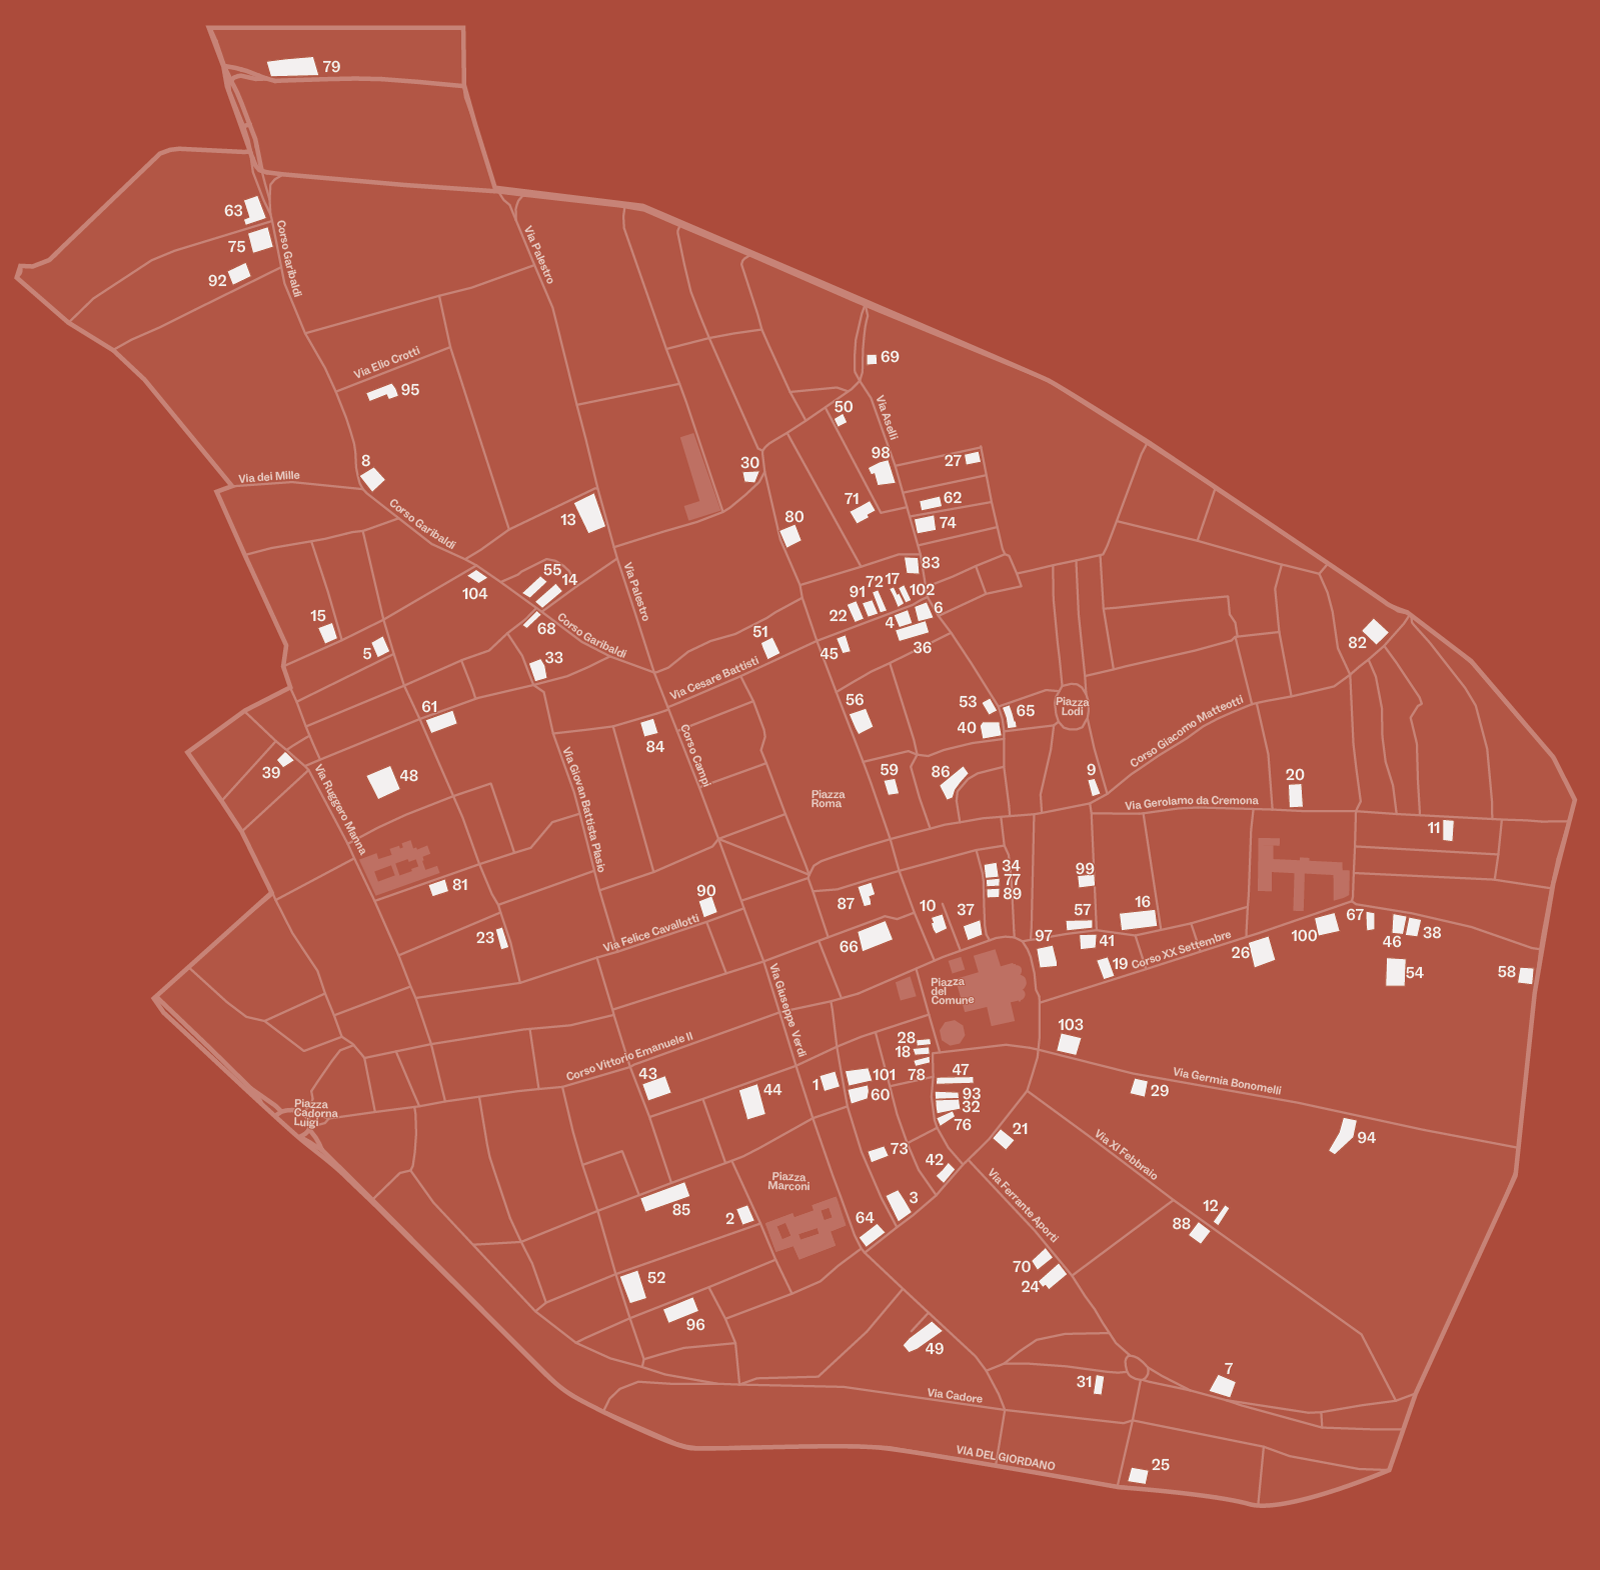 79
63
Corso Garibaldi
75
92
Via Palestro
Via Elio Crotti
95
69
50
Via Aselli
98
27
8
Via dei Mille
30
71
62
74
Corso Garibaldi
13
80
83
55
14
72
17
102
91
104
22
6
4
36
Via Palestro
15
68
Corso Garibaldi
5
33
51
45
82
Via Cesare Battisti
61
56
53
65
40
Piazza
Lodi
Corso Giacomo Matteotti
84
Corso Campi
39
48
Via Ruggero Manna
Via Giovan Battista Plasio
59
86
9
20
Piazza
Roma
Via Gerolamo da Cremona
11
81
34
77
89
99
90
87
10
37
57
16
67
23
Via Felice Cavallotti
66
97
41
19
Corso XX Settembre
26
100
46
38
54
58
Via Giuseppe Verdi
Piazza
del
Comune
28
18
78
103
Corso Vittorio Emanuele II
43
44
1
101
60
47
93
32
76
Via Germia Bonomelli
29
Piazza
Cadorna
Luigi
21
94
73
42
Via XI Febbraio
Piazza
Marconi
Via Ferrante Aporti
85
2
3
64
12
88
70
24
52
96
49
31
7
Via Cadore
VIA DEL GIORDANO
25